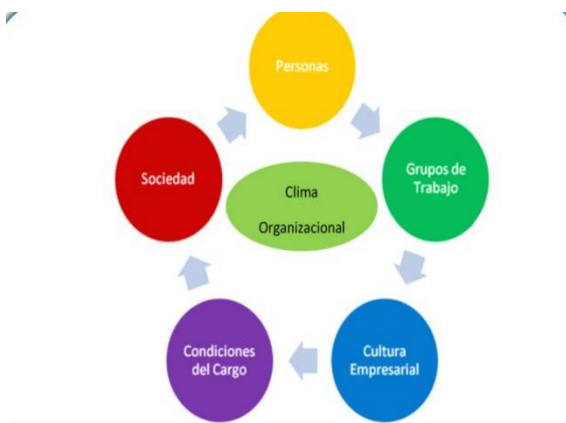 Personas
Grupos de
Trabajo
Cultura
Empresarial
Condiciones
del Cargo
Sociedad
Clima
Organizacional